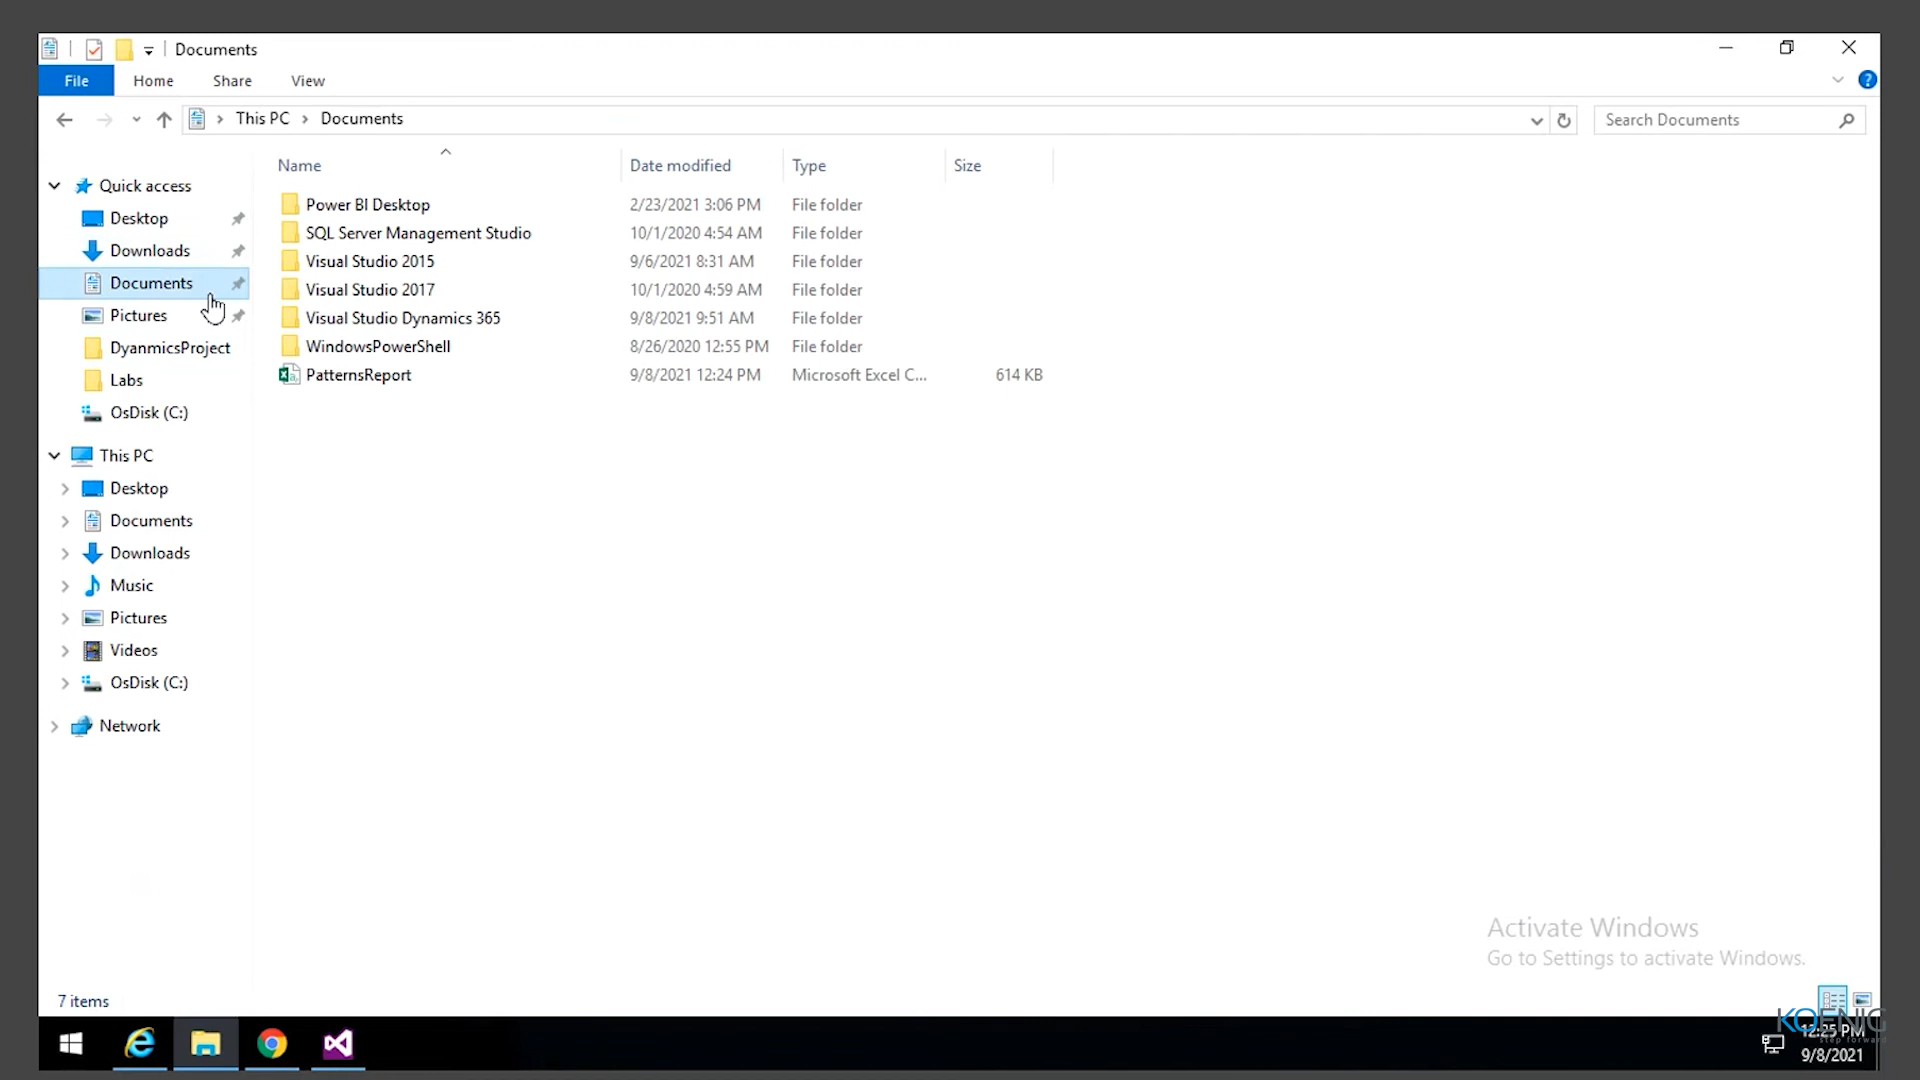 Documents
File Home Share View
This PC > Documents
Search Documents
Name Date modified Type Size
Quick access
Desktop
Downloads
Documents
Pictures
DyanmicsProject
Labs
OsDisk (C:)
This PC
Desktop
Documents
Downloads
Music
Pictures
Videos
OsDisk (C:)
Network
Power BI Desktop 2/23/2021 3:06 PM File folder
SQL Server Management Studio 10/1/2020 4:54 AM File folder
Visual Studio 2015 9/6/2021 8:31 AM File folder
Visual Studio 2017 10/1/2020 4:59 AM File folder
Visual Studio Dynamics 365 9/8/2021 9:51 AM File folder
WindowsPowerShell 8/26/2020 12:55 PM File folder
PatternsReport 9/8/2021 12:24 PM Microsoft Excel C... 614 KB
Activate Windows
Go to Settings to activate Windows.
7 items
KOENIG
step forward
12:25 PM
9/8/2021